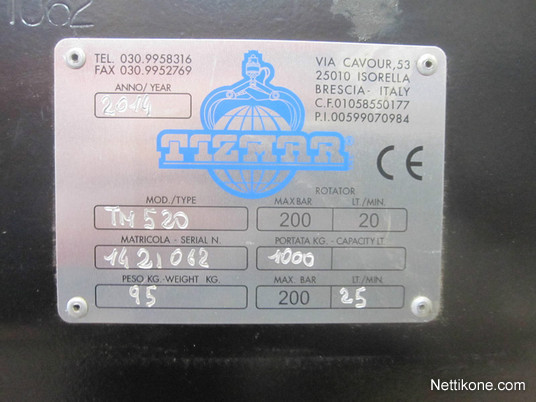 1062
TEL. 030.9958316
FAX 030.9952769
ANNO/YEAR
2014
VIA CAVOUR,53
25010 ISORELLA
BRESCIA- ITALY
C.F.01058550177
P.I.00599070984
TIZMAR
CE
MOD./TYPE
TM 520
ROTATOR
MAX BAR LT./MIN.
200 20
MATRICOLA - SERIAL N.
1421062
PORTATA KG. - CAPACITY LT
1000
PESO KG.-WEIGHT KG.
95
MAX. BAR LT./MIN.
200 25
Nettikone.com